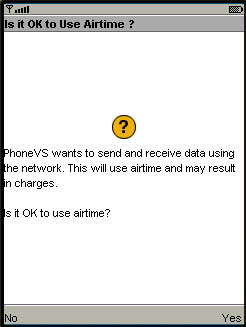 Is it OK to Use Airtime ?
?
PhoneVS wants to send and receive data using
the network. This will use airtime and may result
in charges.
Is it OK to use airtime?
No Yes